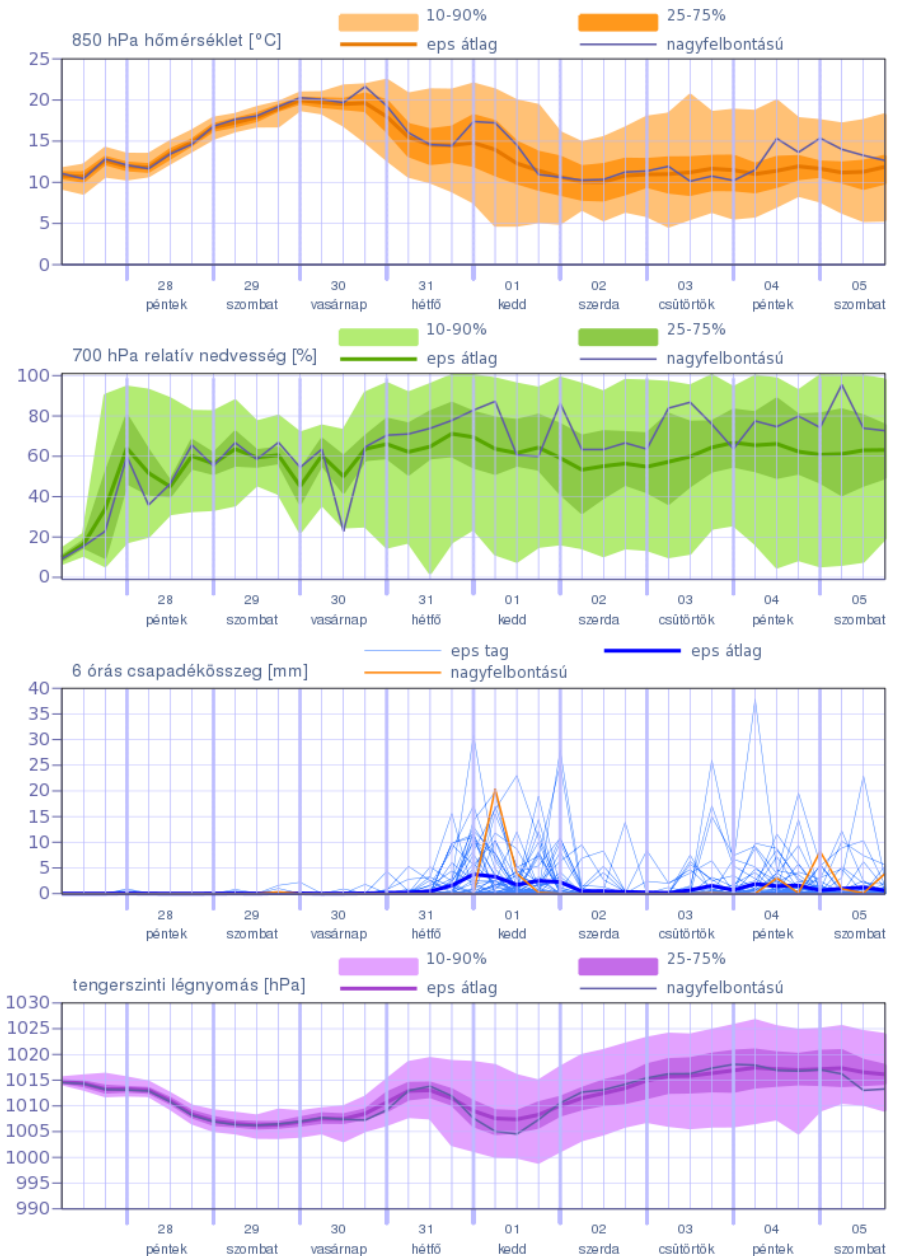 10-90% 25-75%
850 hPa hőmérséklet [°C] eps átlag nagyfelbontású
25
20
15
10
5
0
28 29 30 31 01 02 03 04 05
péntek szombat vasárnap hétfő kedd szerda csütörtök péntek szombat
10-90% 25-75%
700 hPa relatív nedvesség [%] eps átlag nagyfelbontású
100
80
60
40
20
0
28 29 30 31 01 02 03 04 05
péntek szombat vasárnap hétfő kedd szerda csütörtök péntek szombat
eps tag eps átlag
6 órás csapadékösszeg [mm] nagyfelbontású
40
35
30
25
20
15
10
5
0
28 29 30 31 01 02 03 04 05
péntek szombat vasárnap hétfő kedd szerda csütörtök péntek szombat
10-90% 25-75%
tengerszinti légnyomás [hPa] eps átlag nagyfelbontású
1030
1025
1020
1015
1010
1005
1000
995
990
28 29 30 31 01 02 03 04 05
péntek szombat vasárnap hétfő kedd szerda csütörtök péntek szombat